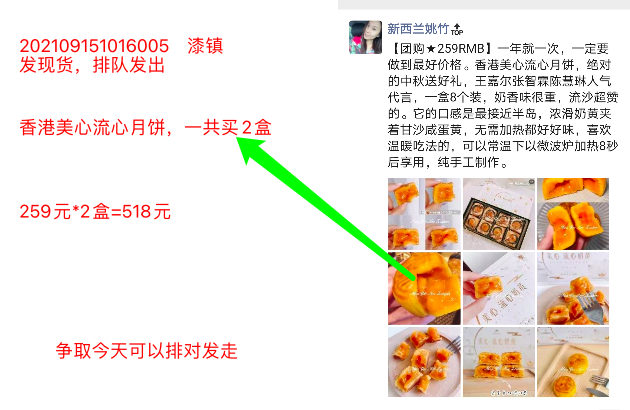 202109151016005 漆镇
发现货，排队发出
香港美心流心月饼，一共买2盒
259元*2盒=518元
争取今天可以排对发走
新西兰姚竹TOP
【团购★259RMB】一年就一次，一定要
做到最好价格。香港美心流心月饼，绝对
的中秋送好礼，王嘉尔张智霖陈慧琳人气
代言，一盒8个装，奶香味很重，流沙超赞
的。它的口感是最接近半岛，浓滑奶黄夹
着甘沙咸蛋黄，无需加热都好好味，喜欢
温暖吃法的，可以常温下以微波炉加热8秒
后享用，纯手工制作。